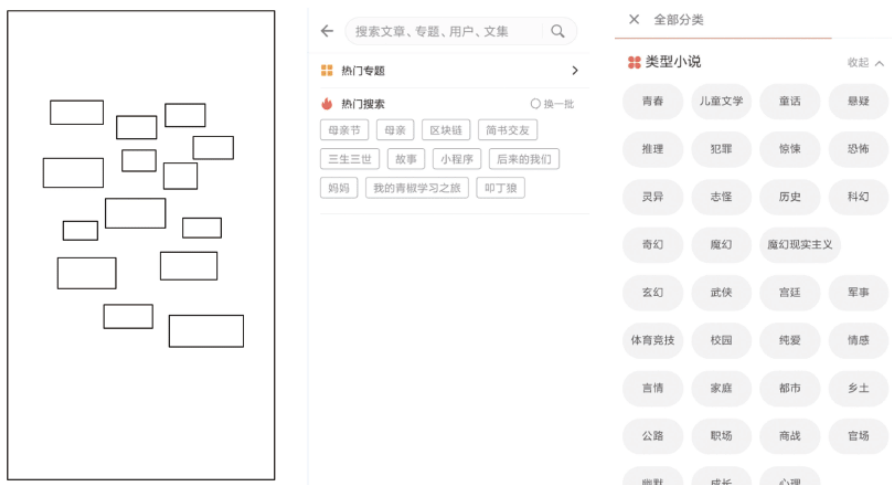 搜索文章、专题、用户、文集
热门专题
热门搜索 换一批
母亲节 母亲 区块链 简书交友
三生三世 故事 小程序 后来的我们
妈妈 我的青椒学习之旅 叩丁狼
全部分类
类型小说 收起
青春 儿童文学 童话 悬疑
推理 犯罪 惊悚 恐怖
灵异 志怪 历史 科幻
奇幻 魔幻 魔幻现实主义
玄幻 武侠 宫廷 军事
体育竞技 校园 纯爱 情感
言情 家庭 都市 乡土
公路 职场 商战 官场
幽默 成长 心理